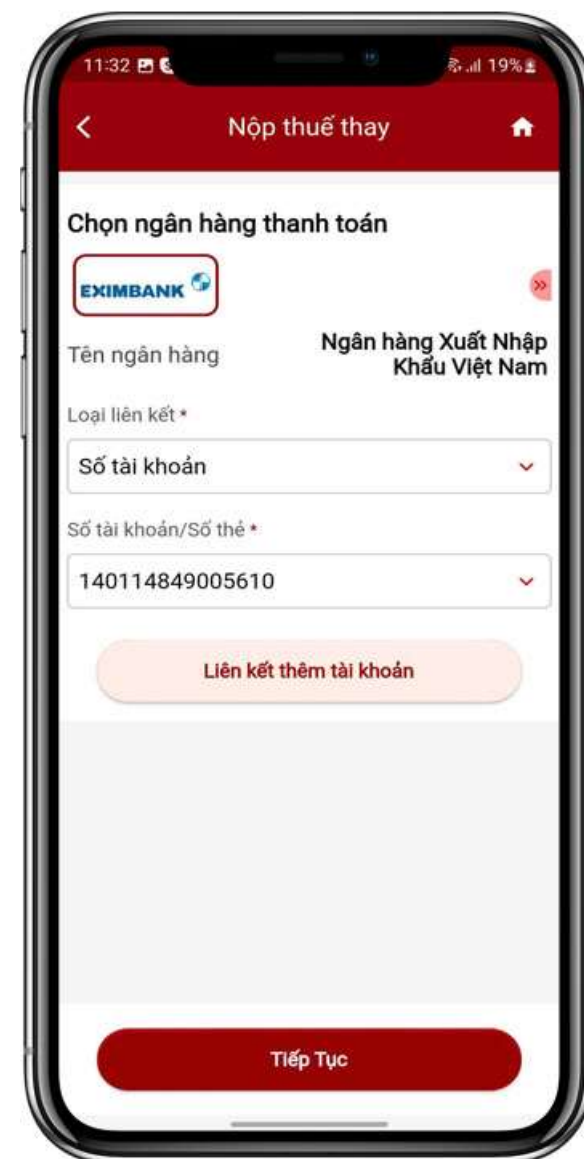 11:32
19%
Nộp thuế thay
Chọn ngân hàng thanh toán
EXIMBANK
Tên ngân hàng
Ngân hàng Xuất Nhập
Khẩu Việt Nam
Loại liên kết *
Số tài khoản
Số tài khoản/Số thẻ *
140114849005610
Liên kết thêm tài khoản
Tiếp Tục